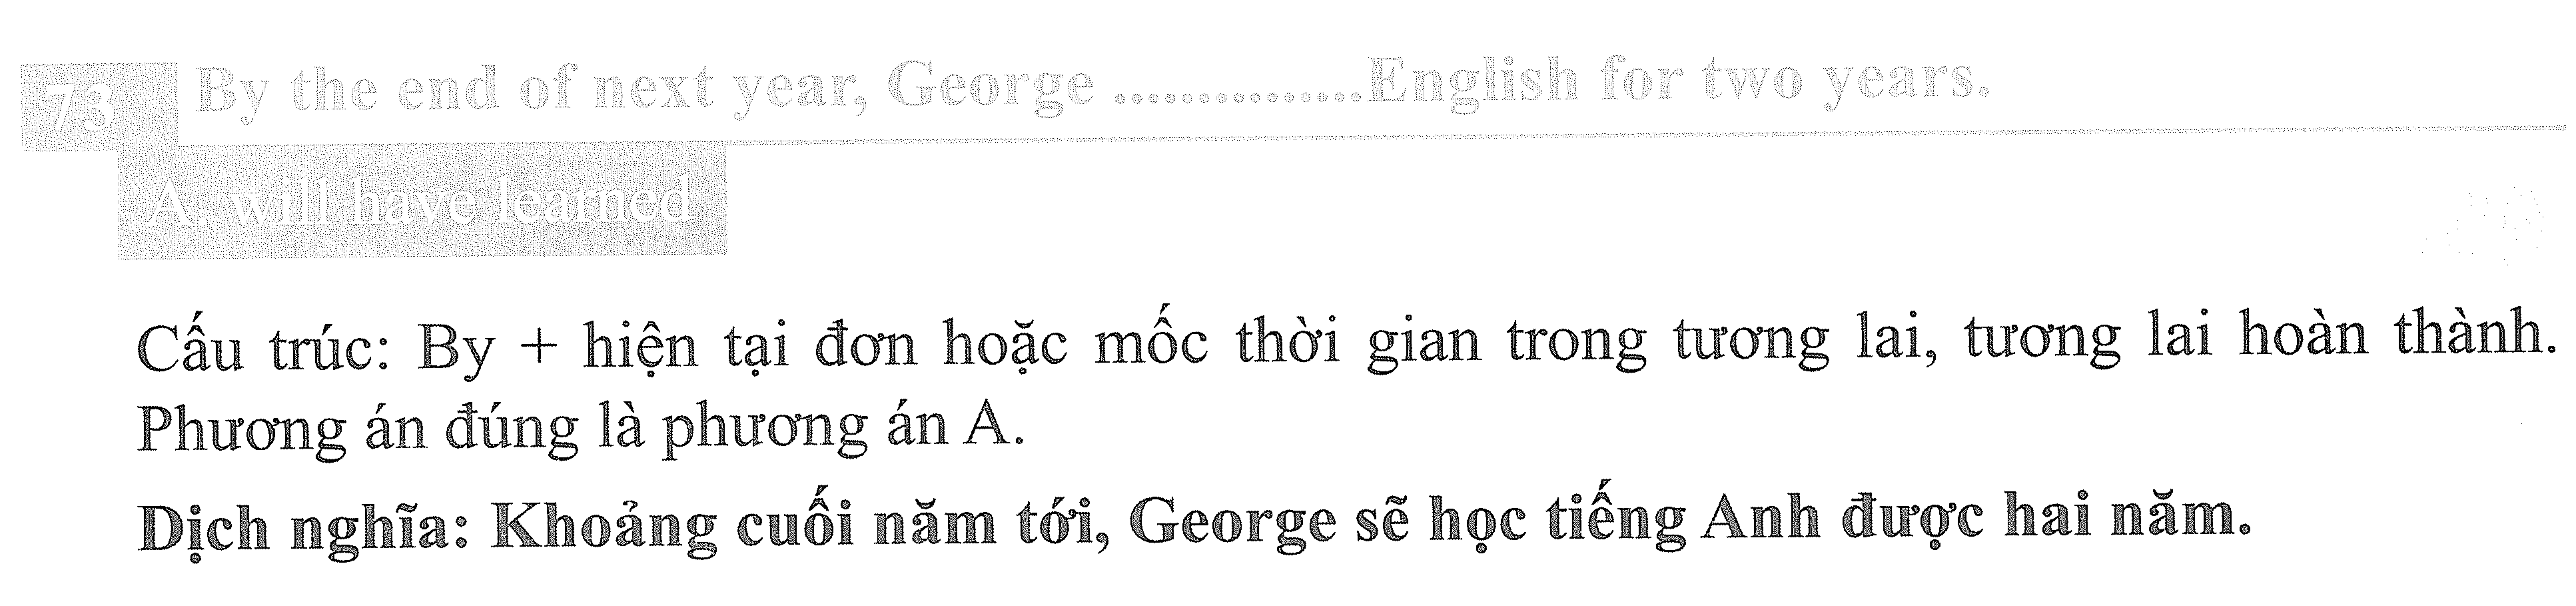 73 By the end of next year, George ...............English for two years.
A. will have learned
Cấu trúc: By + hiện tại đơn hoặc mốc thời gian trong tương lai, tương lai hoàn thành.
Phương án đúng là phương án A.
Dịch nghĩa: Khoảng cuối năm tới, George sẽ học tiếng Anh được hai năm.